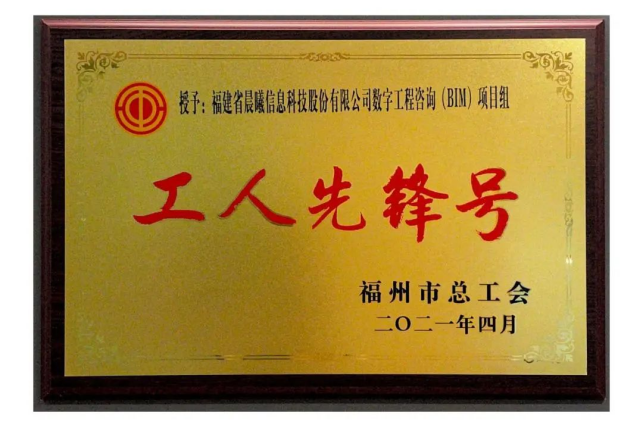 授予：福建省晨曦信息科技股份有限公司数字工程咨询（BIM）项目组
工人先锋号
福州市总工会
二〇二一年四月